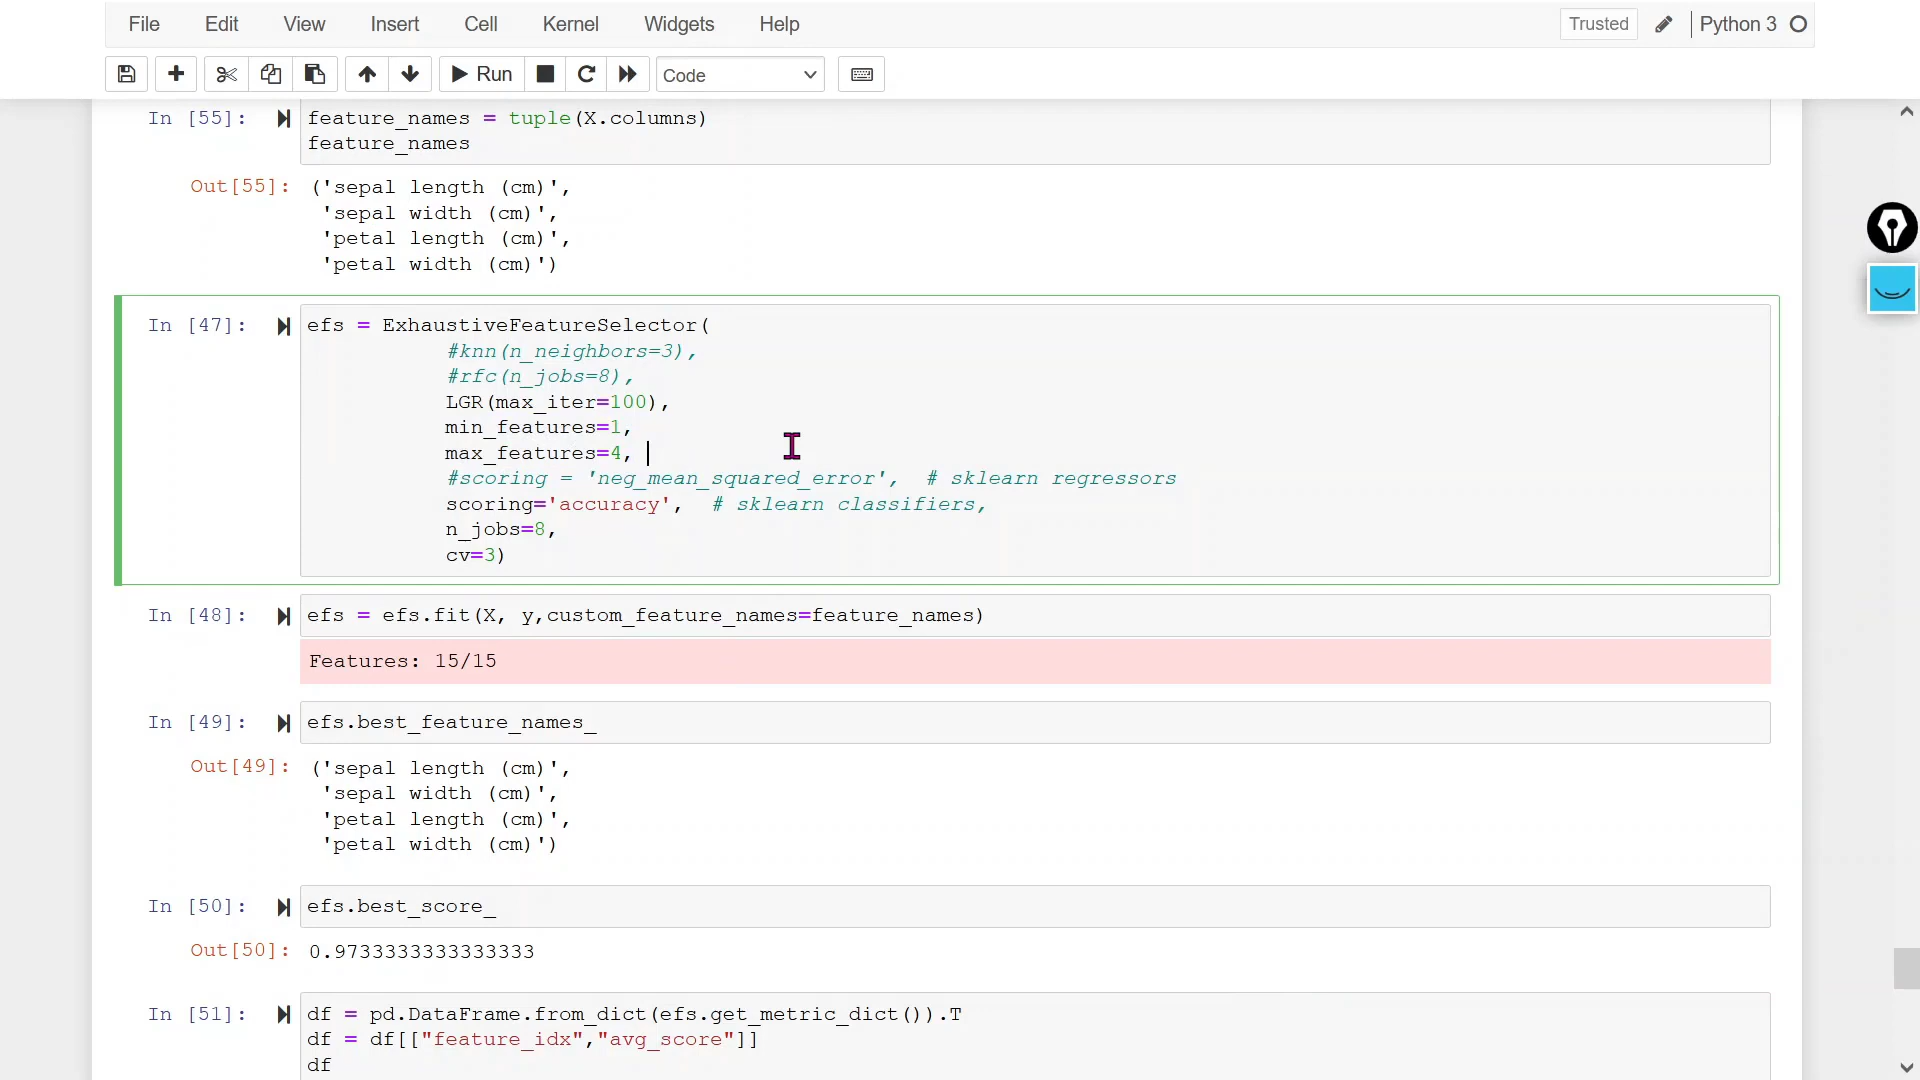 File Edit View Insert Cell Kernel Widgets Help Trusted Python 3
Run Code
In [55]: feature_names = tuple(X.columns)
feature_names
Out[55]: ('sepal length (cm)',
'sepal width (cm)',
'petal length (cm)',
'petal width (cm)')
In [47]: efs = ExhaustiveFeatureSelector(
#knn(n_neighbors=3),
#rfc(n_jobs=8),
LGR(max_iter=100),
min_features=1,
max_features=4,
#scoring = 'neg_mean_squared_error', # sklearn regressors
scoring='accuracy', # sklearn classifiers,
n_jobs=8,
cv=3)
In [48]: efs = efs.fit(X, y,custom_feature_names=feature_names)
Features: 15/15
In [49]: efs.best_feature_names_
Out[49]: ('sepal length (cm)',
'sepal width (cm)',
'petal length (cm)',
'petal width (cm)')
In [50]: efs.best_score_
Out[50]: 0.9733333333333333
In [51]: df = pd.DataFrame.from_dict(efs.get_metric_dict()).T
df = df[["feature_idx","avg_score"]]
df